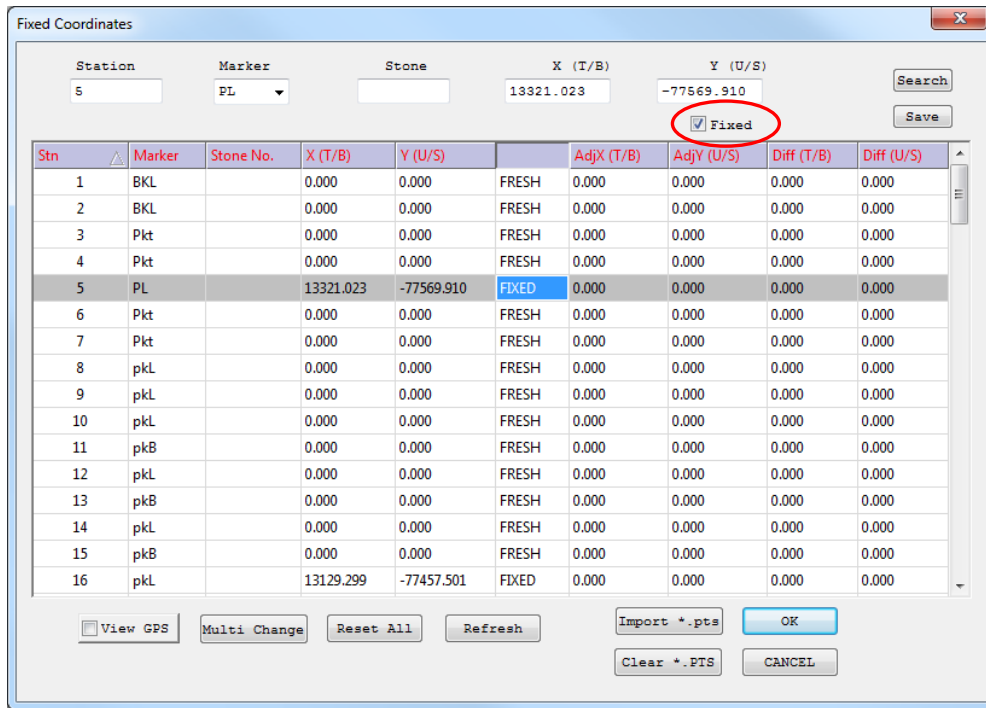 Fixed Coordinates
Station Marker Stone X (T/B) Y (U/S)
5 PL 13321.023 -77569.910 Search
Fixed Save
Stn Marker Stone No. X (T/B) Y (U/S) AdjX (T/B) AdjY (U/S) Diff (T/B) Diff (U/S)
1 BKL 0.000 0.000 FRESH 0.000 0.000 0.000 0.000
2 BKL 0.000 0.000 FRESH 0.000 0.000 0.000 0.000
3 Pkt 0.000 0.000 FRESH 0.000 0.000 0.000 0.000
4 Pkt 0.000 0.000 FRESH 0.000 0.000 0.000 0.000
5 PL 13321.023 -77569.910 FIXED 0.000 0.000 0.000 0.000
6 Pkt 0.000 0.000 FRESH 0.000 0.000 0.000 0.000
7 Pkt 0.000 0.000 FRESH 0.000 0.000 0.000 0.000
8 pkL 0.000 0.000 FRESH 0.000 0.000 0.000 0.000
9 pkL 0.000 0.000 FRESH 0.000 0.000 0.000 0.000
10 pkL 0.000 0.000 FRESH 0.000 0.000 0.000 0.000
11 pkB 0.000 0.000 FRESH 0.000 0.000 0.000 0.000
12 pkL 0.000 0.000 FRESH 0.000 0.000 0.000 0.000
13 pkB 0.000 0.000 FRESH 0.000 0.000 0.000 0.000
14 pkL 0.000 0.000 FRESH 0.000 0.000 0.000 0.000
15 pkB 0.000 0.000 FRESH 0.000 0.000 0.000 0.000
16 pkL 13129.299 -77457.501 FIXED 0.000 0.000 0.000 0.000
View GPS Multi Change Reset All Refresh Import *.pts OK
Clear *.PTS CANCEL